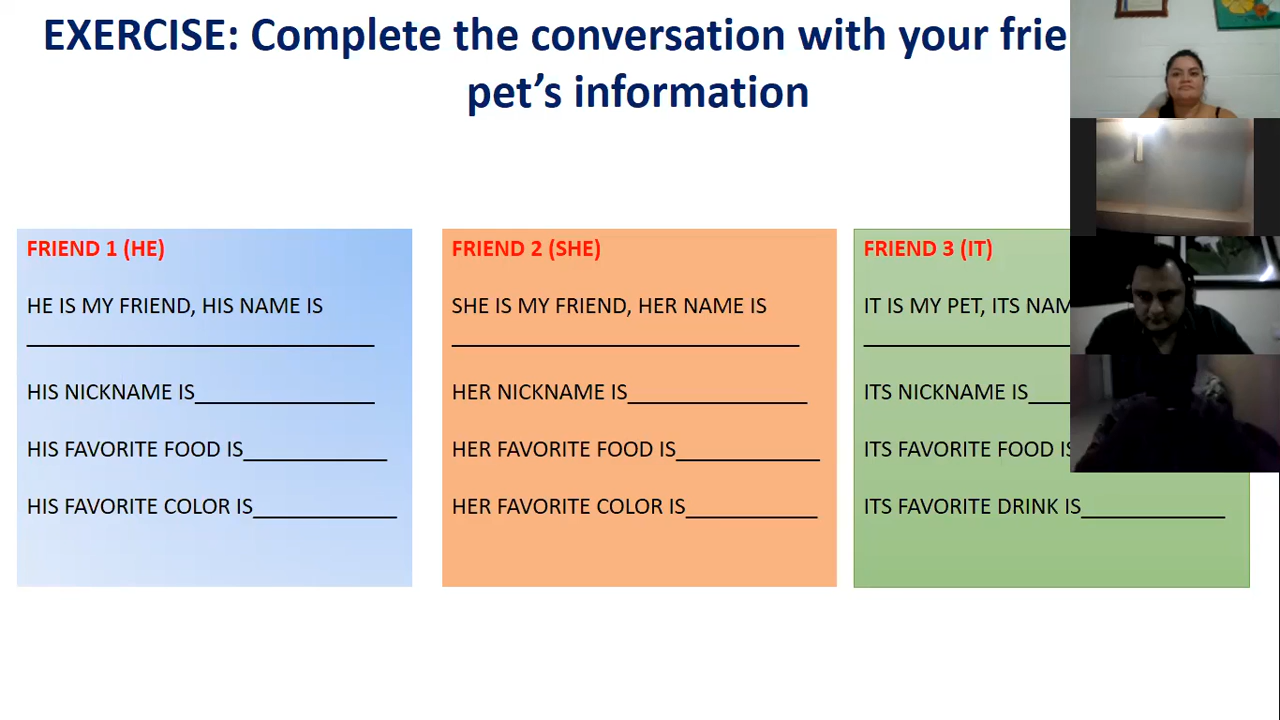 EXERCISE: Complete the conversation with your
pet's information
FRIEND 1 (HE)
HE IS MY FRIEND, HIS NAME IS
HIS NICKNAME IS
HIS FAVORITE FOOD IS
HIS FAVORITE COLOR IS
FRIEND 2 (SHE)
SHE IS MY FRIEND, HER NAME IS
HER NICKNAME IS
HER FAVORITE FOOD IS
HER FAVORITE COLOR IS
FRIEND 3 (IT)
IT IS MY PET, ITS
ITS NICKNAME IS
ITS FAVORITE FOOD IS
ITS FAVORITE DRINK IS